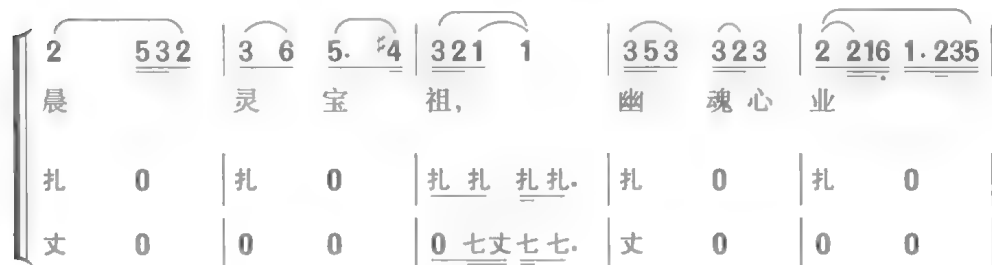 2 532 | 3 6 5. ♯4 | 321 1 | 353 323 | 2 216 1.235
晨 灵 宝 祖, 幽 魂 心 业
扎 0 | 扎 0 | 扎 扎 扎 扎. | 扎 0 | 扎 0
丈 0 | 0 0 | 0 七丈 七 七. | 丈 0 | 0 0